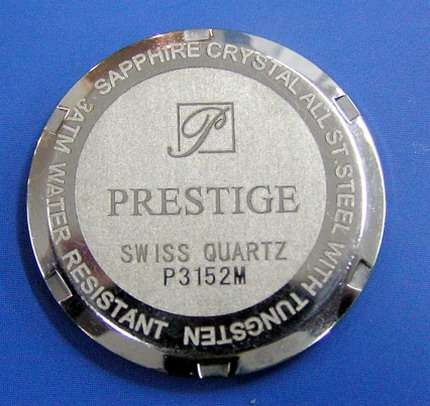 SAPPHIRE CRYSTAL ALL ST.STEEL WITH TUNGSTEN
3ATM WATER RESISTANT
P
PRESTIGE
SWISS QUARTZ
P3152M